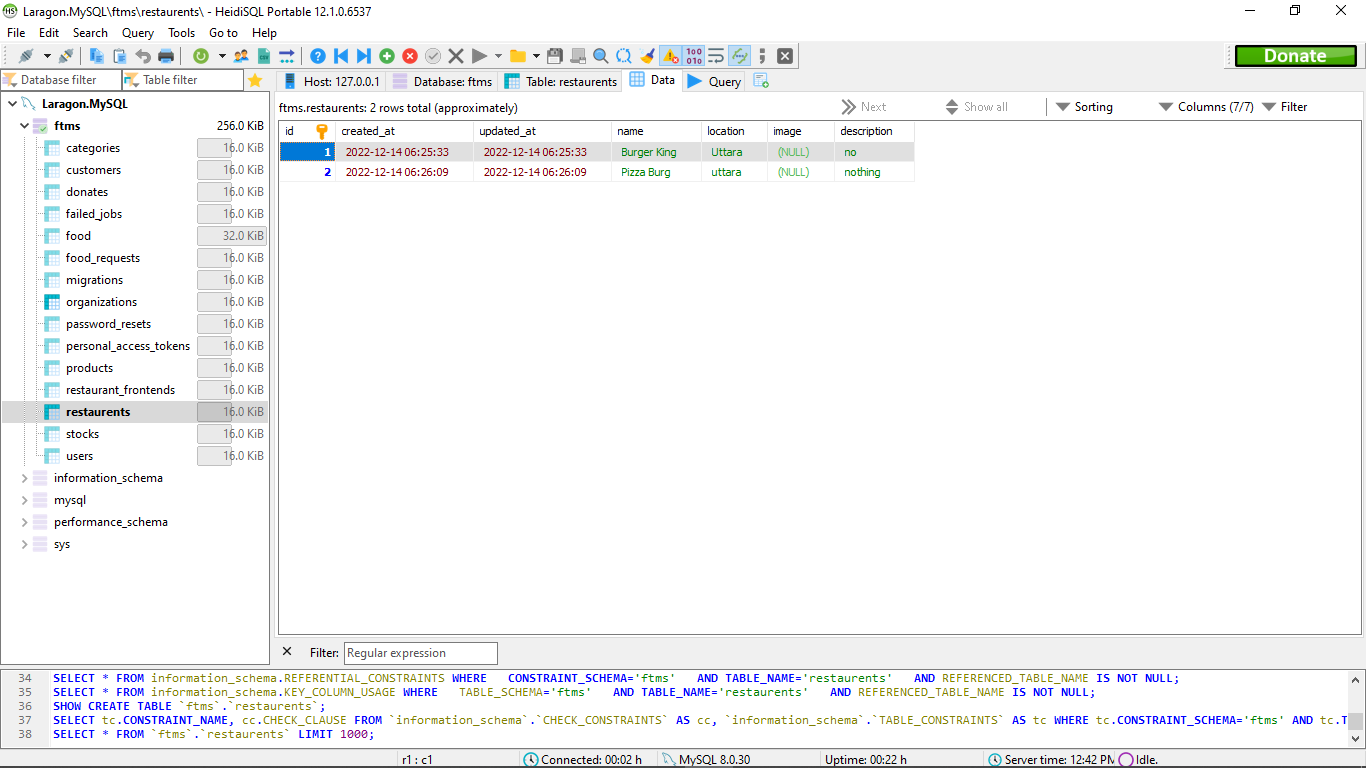 Laragon.MySQL\ftms\restaurents\ - HeidiSQL Portable 12.1.0.6537
File Edit Search Query Tools Go to Help
Donate
Database filter Table filter
Host: 127.0.0.1 Database: ftms Table: restaurents Data Query
Laragon.MySQL
ftms 256.0 KiB
categories 16.0 KiB
customers 16.0 KiB
donates 16.0 KiB
failed_jobs 16.0 KiB
food 32.0 KiB
food_requests 16.0 KiB
migrations 16.0 KiB
organizations 16.0 KiB
password_resets 16.0 KiB
personal_access_tokens 16.0 KiB
products 16.0 KiB
restaurant_frontends 16.0 KiB
restaurents 16.0 KiB
stocks 16.0 KiB
users 16.0 KiB
information_schema
mysql
performance_schema
sys
ftms.restaurents: 2 rows total (approximately) Next Show all Sorting Columns (7/7) Filter
id created_at updated_at name location image description
1 2022-12-14 06:25:33 2022-12-14 06:25:33 Burger King Uttara (NULL) no
2 2022-12-14 06:26:09 2022-12-14 06:26:09 Pizza Burg uttara (NULL) nothing
Filter: Regular expression
34 SELECT * FROM information_schema.REFERENTIAL_CONSTRAINTS WHERE CONSTRAINT_SCHEMA='ftms' AND TABLE_NAME='restaurents' AND REFERENCED_TABLE_NAME IS NOT NULL;
35 SELECT * FROM information_schema.KEY_COLUMN_USAGE WHERE TABLE_SCHEMA='ftms' AND TABLE_NAME='restaurents' AND REFERENCED_TABLE_NAME IS NOT NULL;
36 SHOW CREATE TABLE `ftms`.`restaurents`;
37 SELECT tc.CONSTRAINT_NAME, cc.CHECK_CLAUSE FROM `information_schema`.`CHECK_CONSTRAINTS` AS cc, `information_schema`.`TABLE_CONSTRAINTS` AS tc WHERE tc.CONSTRAINT_SCHEMA='ftms' AND tc.T
38 SELECT * FROM `ftms`.`restaurents` LIMIT 1000;
r1 : c1 Connected: 00:02 h MySQL 8.0.30 Uptime: 00:22 h Server time: 12:42 PM Idle.